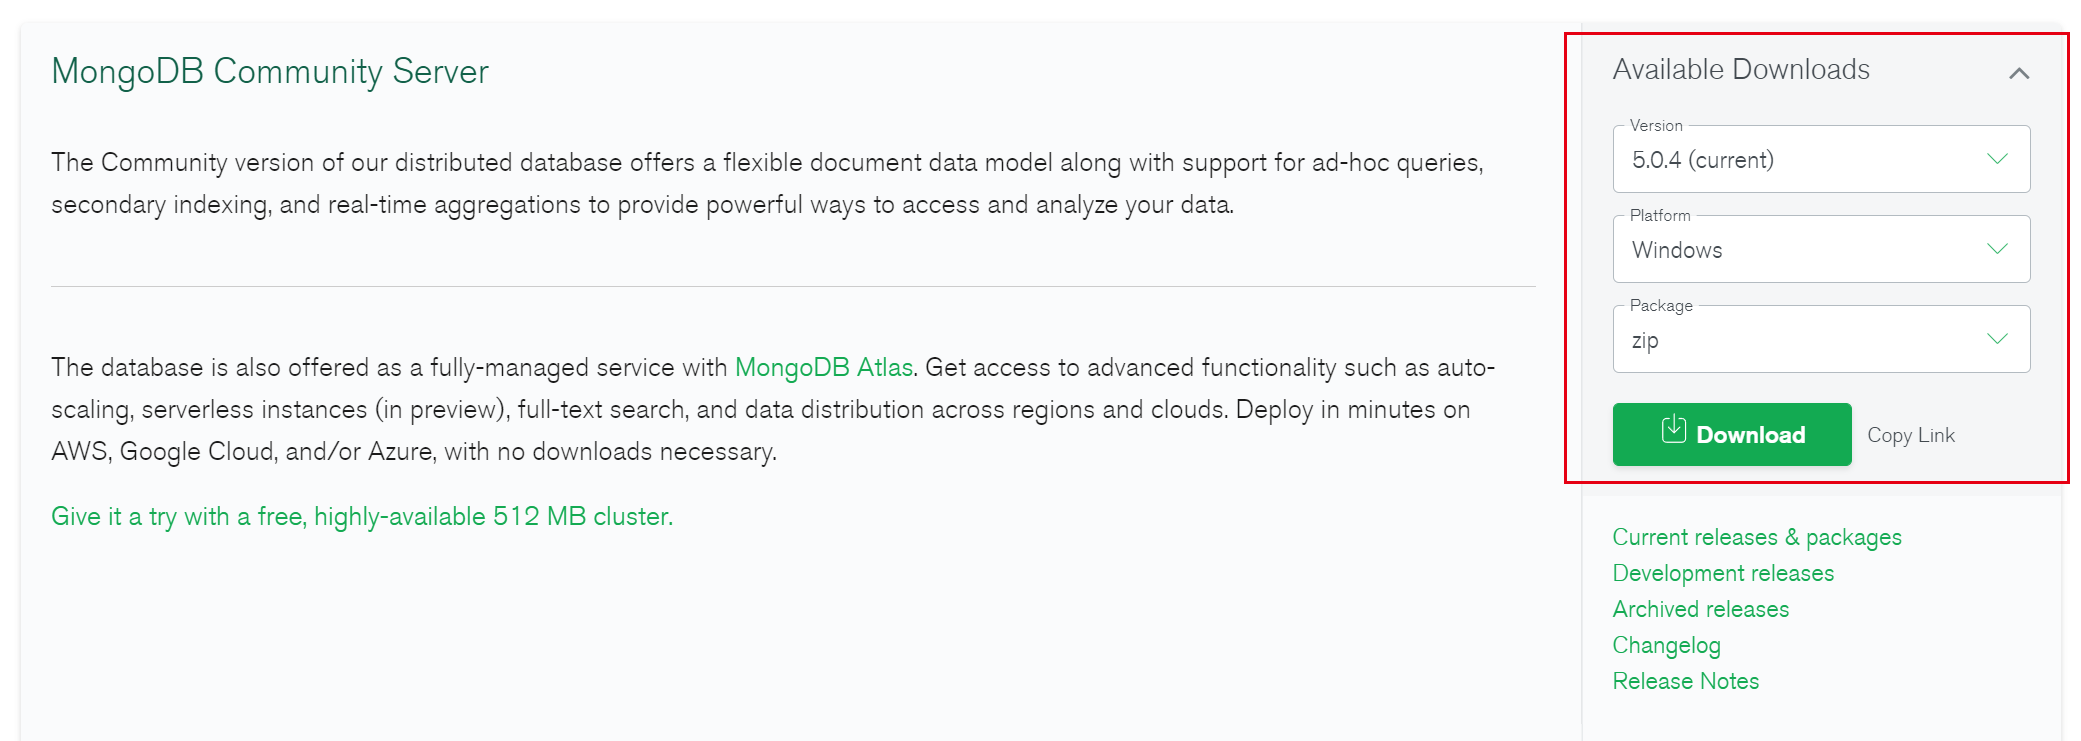 MongoDB Community Server
The Community version of our distributed database offers a flexible document data model along with support for ad-hoc queries,
secondary indexing, and real-time aggregations to provide powerful ways to access and analyze your data.
The database is also offered as a fully-managed service with MongoDB Atlas. Get access to advanced functionality such as auto-
scaling, serverless instances (in preview), full-text search, and data distribution across regions and clouds. Deploy in minutes on
AWS, Google Cloud, and/or Azure, with no downloads necessary.
Give it a try with a free, highly-available 512 MB cluster.
Available Downloads
Version
5.0.4 (current)
Platform
Windows
Package
zip
Download Copy Link
Current releases & packages
Development releases
Archived releases
Changelog
Release Notes